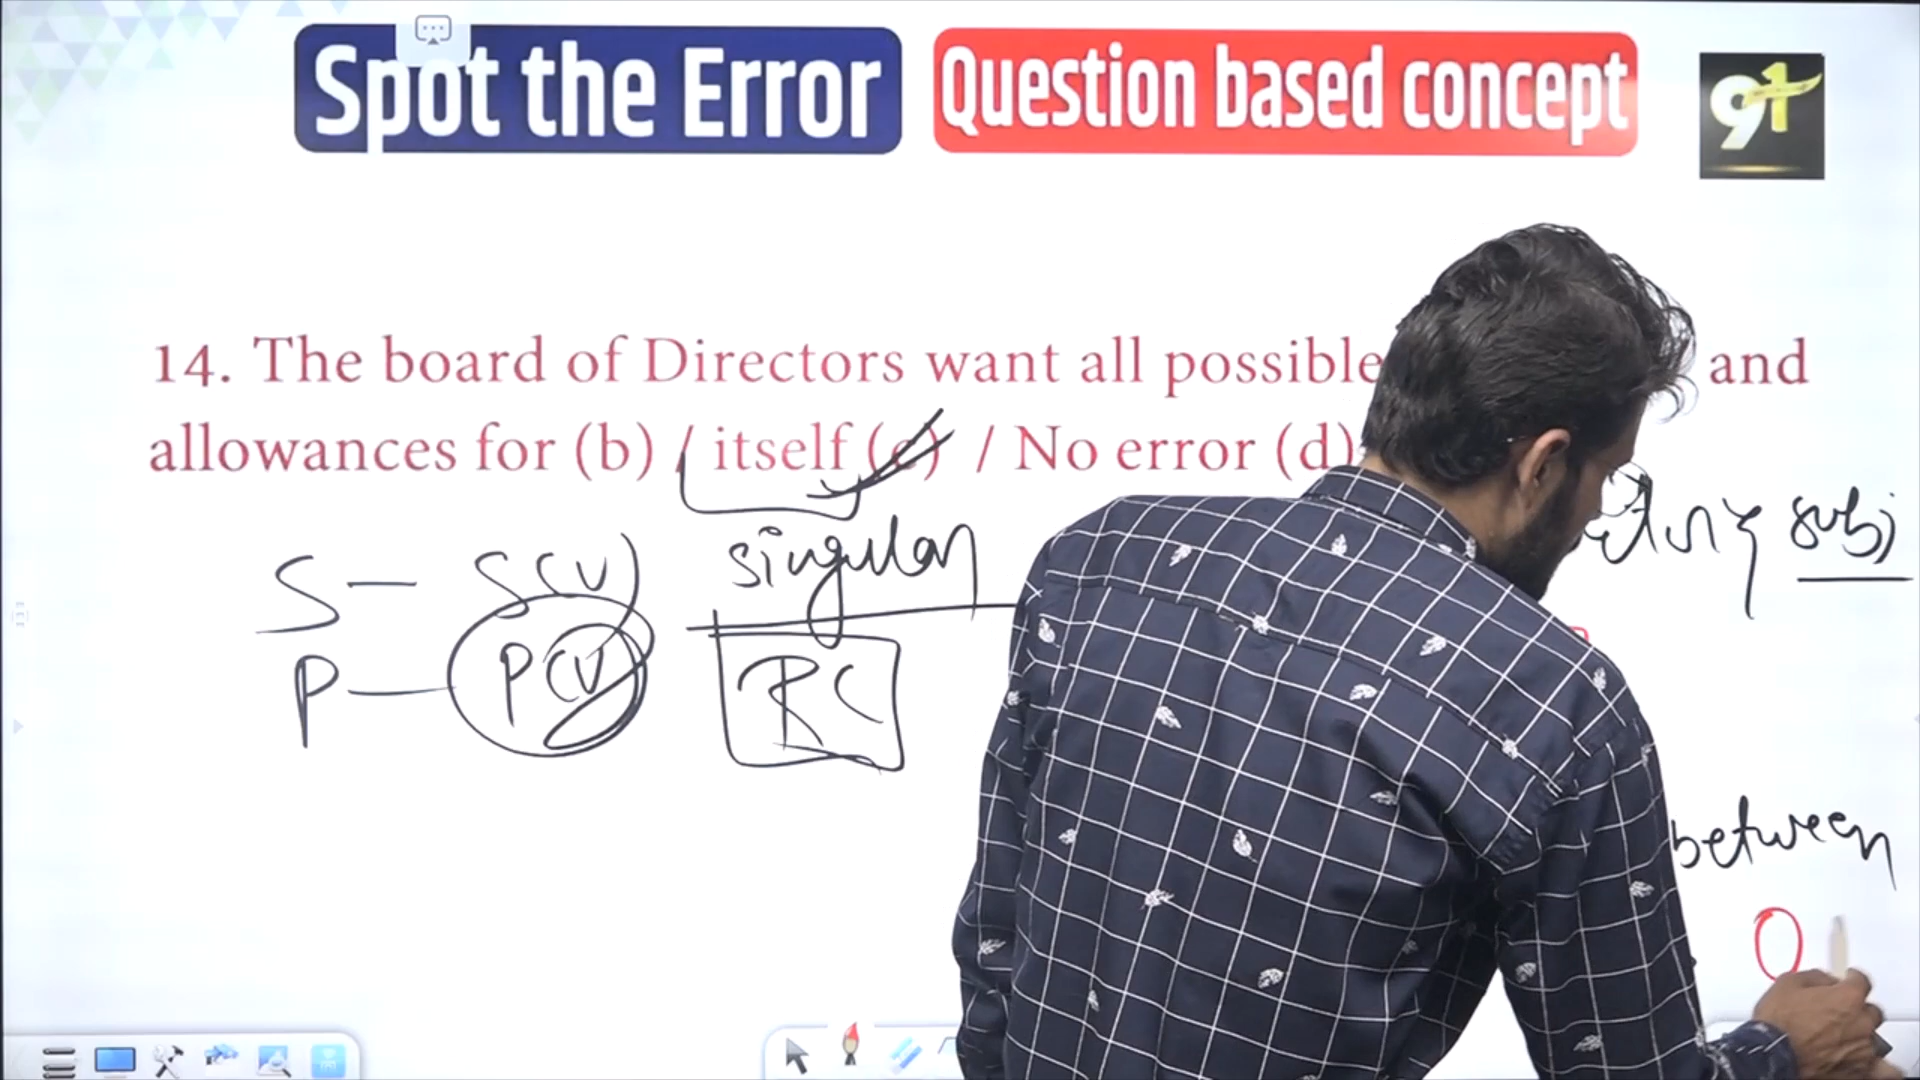 Spot the Error
Question based concept
91
14. The board of Directors want all possible and
allowances for (b) / itself (c) / No error (d)
subj
S — S(V)
singular
P — P(V)
RC
between